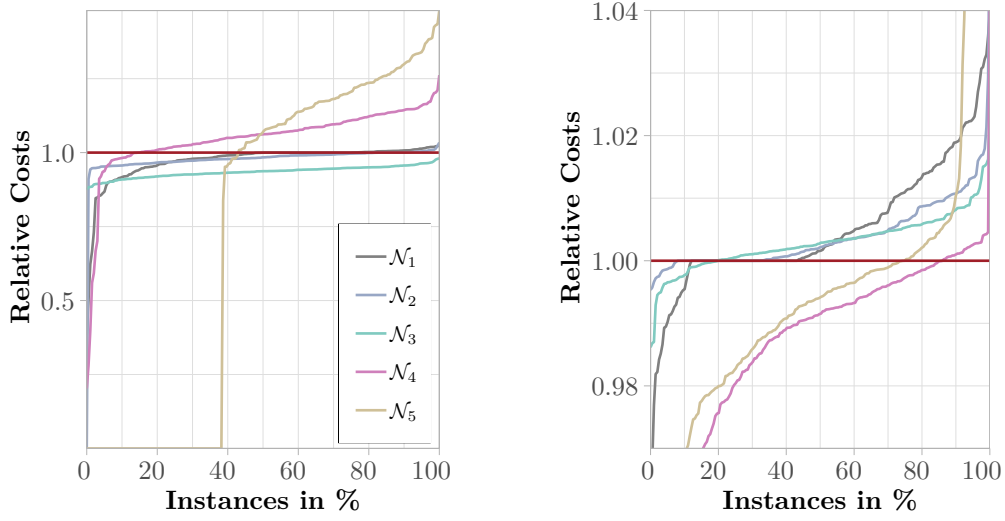 Relative Costs
1.0
0.5
0
20
40
60
80
100
Instances in %
𝒩1
𝒩2
𝒩3
𝒩4
𝒩5
Relative Costs
1.04
1.02
1.00
0.98
0
20
40
60
80
100
Instances in %